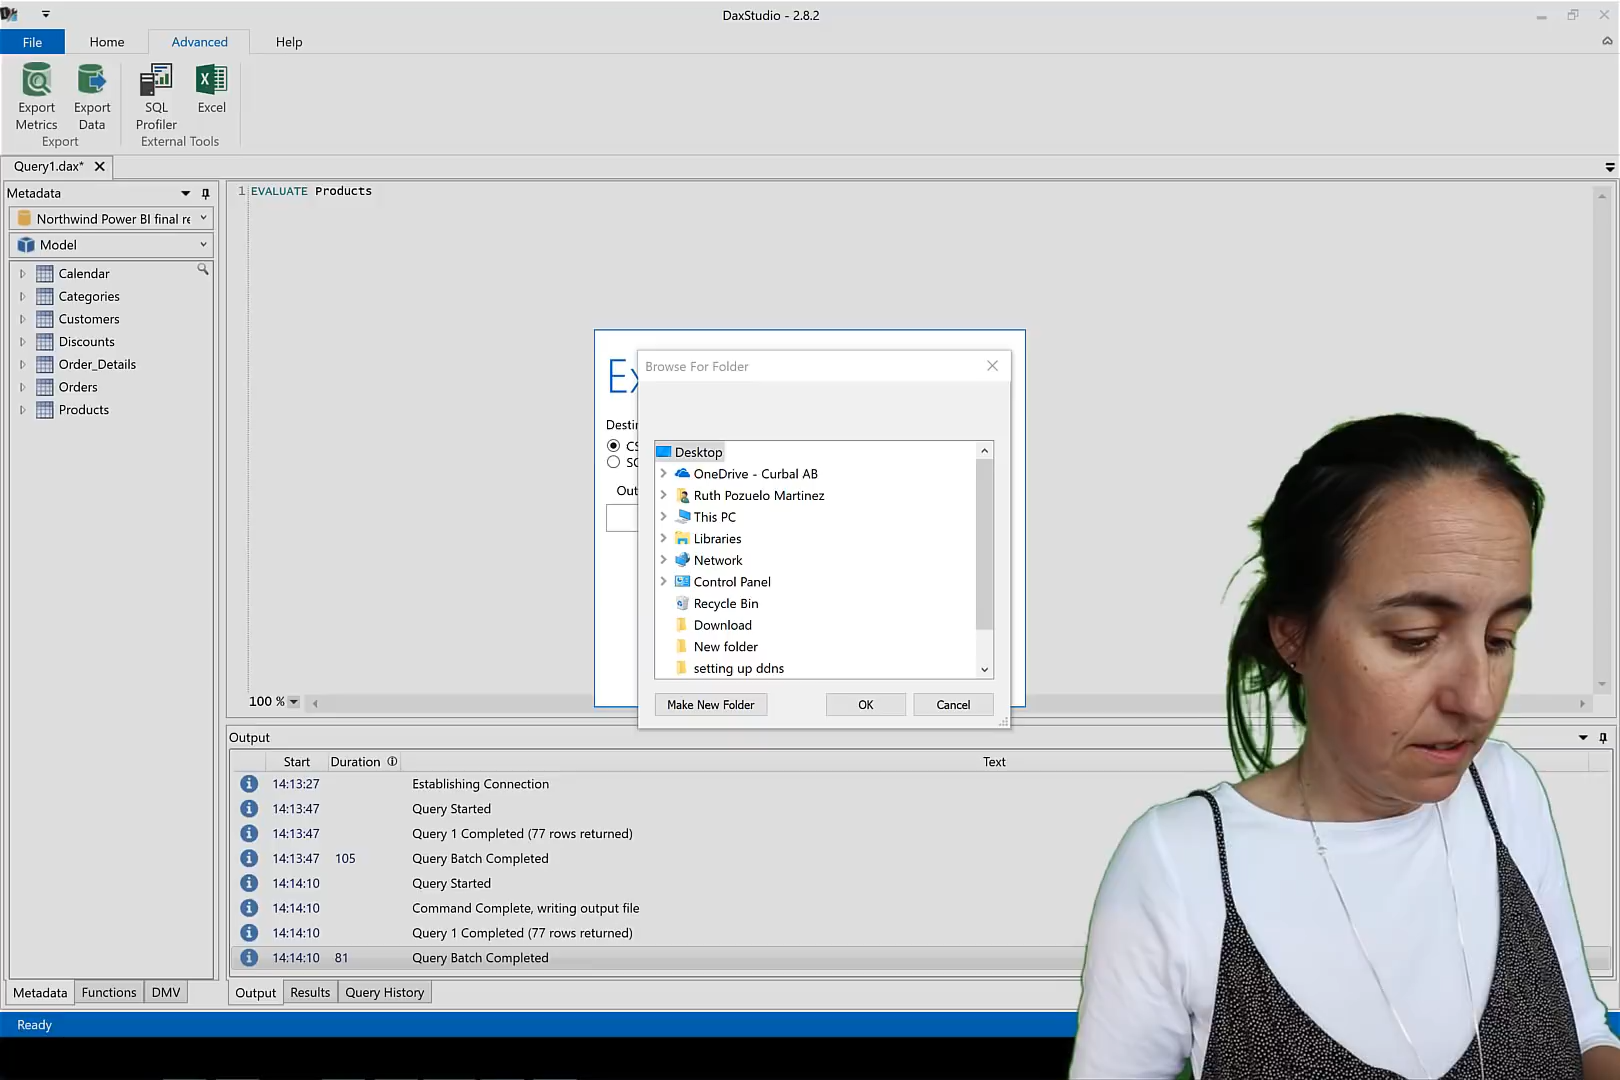 DaxStudio - 2.8.2
File Home Advanced Help
Export Metrics
Export Data
SQL Profiler
Excel
Export
External Tools
Query1.dax*
Metadata
Northwind Power BI final re
Model
Calendar
Categories
Customers
Discounts
Order_Details
Orders
Products
1 EVALUATE Products
Ex
Browse For Folder
Destin
CS
SC
Out
Desktop
OneDrive - Curbal AB
Ruth Pozuelo Martinez
This PC
Libraries
Network
Control Panel
Recycle Bin
Download
New folder
setting up ddns
Make New Folder OK Cancel
100 %
Output
Start Duration Text
14:13:27 Establishing Connection
14:13:47 Query Started
14:13:47 Query 1 Completed (77 rows returned)
14:13:47 105 Query Batch Completed
14:14:10 Query Started
14:14:10 Command Complete, writing output file
14:14:10 Query 1 Completed (77 rows returned)
14:14:10 81 Query Batch Completed
Metadata Functions DMV
Output Results Query History
Ready